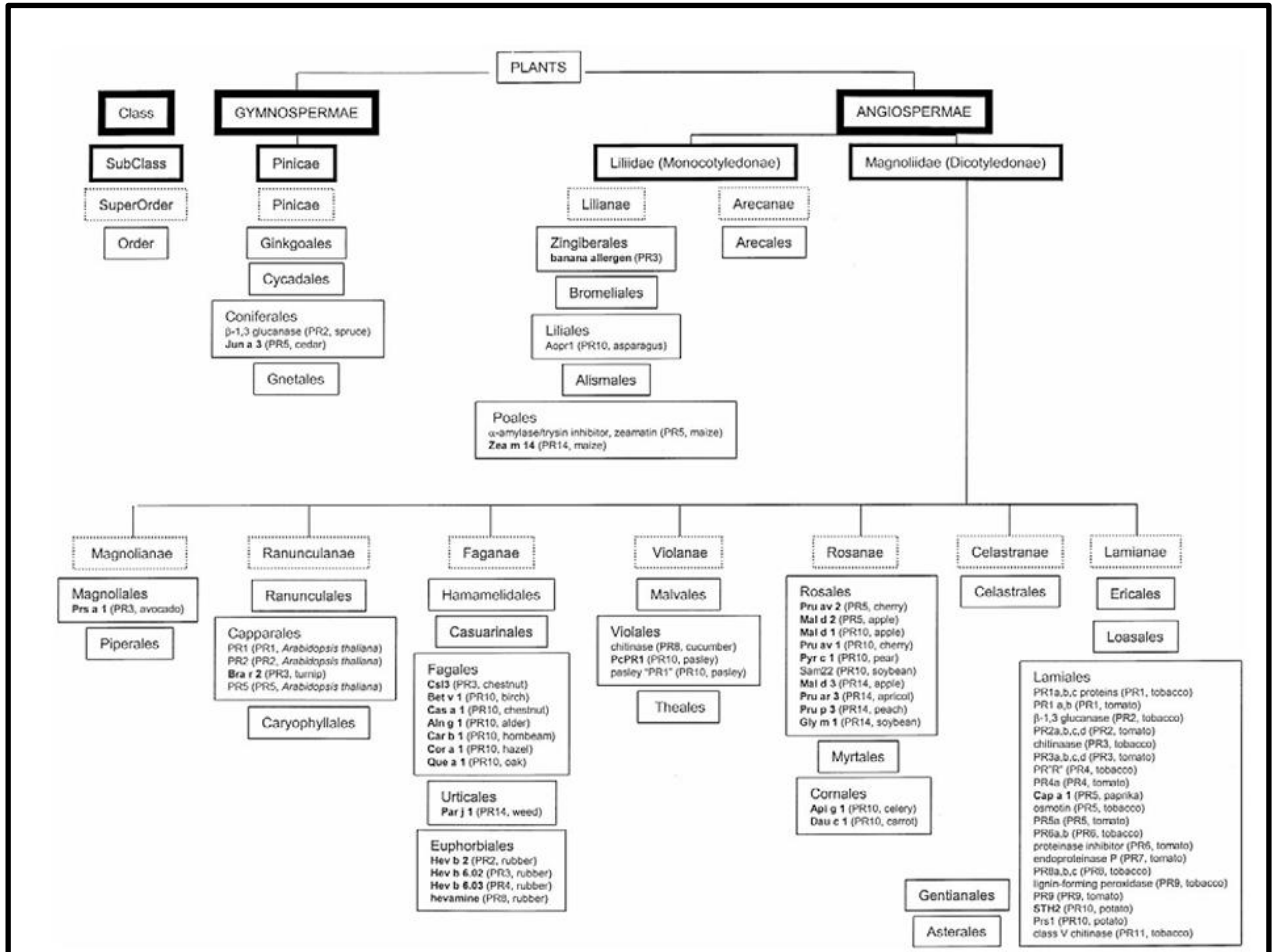 PLANTS
Class
GYMNOSPERMAE
ANGIOSPERMAE
SubClass
Pinicae
Liliidae (Monocotyledonae)
Magnoliidae (Dicotyledonae)
SuperOrder
Pinicae
Lilianae
Arecanae
Order
Ginkgoales
Cycadales
Coniferales
β-1,3 glucanase (PR2, spruce)
Jun a 3 (PR5, cedar)
Gnetales
Zingiberales
banana allergen (PR3)
Bromeliales
Liliales
Aopr1 (PR10, asparagus)
Alismales
Poales
α-amylase/trysin inhibitor, zeamatin (PR5, maize)
Zea m 14 (PR14, maize)
Arecales
Magnolianae
Magnoliales
Prs a 1 (PR3, avocado)
Piperales
Ranunculanae
Ranunculales
Capparales
PR1 (PR1, Arabidopsis thaliana)
PR2 (PR2, Arabidopsis thaliana)
Bra r 2 (PR3, turnip)
PR5 (PR5, Arabidopsis thaliana)
Caryophyllales
Faganae
Hamamelidales
Casuarinales
Fagales
Csl3 (PR3, chestnut)
Bet v 1 (PR10, birch)
Cas a 1 (PR10, chestnut)
Aln g 1 (PR10, alder)
Car b 1 (PR10, hornbeam)
Cor a 1 (PR10, hazel)
Que a 1 (PR10, oak)
Urticales
Par j 1 (PR14, weed)
Euphorbiales
Hev b 2 (PR2, rubber)
Hev b 6.02 (PR3, rubber)
Hev b 6.03 (PR4, rubber)
hevamine (PR8, rubber)
Violanae
Malvales
Violales
chitinase (PR8, cucumber)
PcPR1 (PR10, pasley)
pasley "PR1" (PR10, pasley)
Theales
Rosanae
Rosales
Pru av 2 (PR5, cherry)
Mal d 2 (PR5, apple)
Mal d 1 (PR10, apple)
Pru av 1 (PR10, cherry)
Pyr c 1 (PR10, pear)
Sam22 (PR10, soybean)
Mal d 3 (PR14, apple)
Pru ar 3 (PR14, apricot)
Pru p 3 (PR14, peach)
Gly m 1 (PR14, soybean)
Myrtales
Cornales
Api g 1 (PR10, celery)
Dau c 1 (PR10, carrot)
Celastranae
Celastrales
Lamianae
Ericales
Loasales
Lamiales
PR1a,b,c proteins (PR1, tobacco)
PR1 a,b (PR1, tomato)
β-1,3 glucanase (PR2, tobacco)
PR2a,b,c,d (PR2, tomato)
chitinaase (PR3, tobacco)
PR3a,b,c,d (PR3, tomato)
PR"R" (PR4, tobacco)
PR4a (PR4, tomato)
Cap a 1 (PR5, paprika)
osmotin (PR5, tobacco)
PR5a (PR5, tomato)
PR6a,b (PR6, tobacco)
proteinase inhibitor (PR6, tomato)
endoproteinase P (PR7, tomato)
PR8a,b,c (PR8, tobacco)
lignin-forming peroxidase (PR9, tobacco)
PR9 (PR9, tomato)
STH2 (PR10, potato)
Prs1 (PR10, potato)
class V chitinase (PR11, tobacco)
Gentianales
Asterales